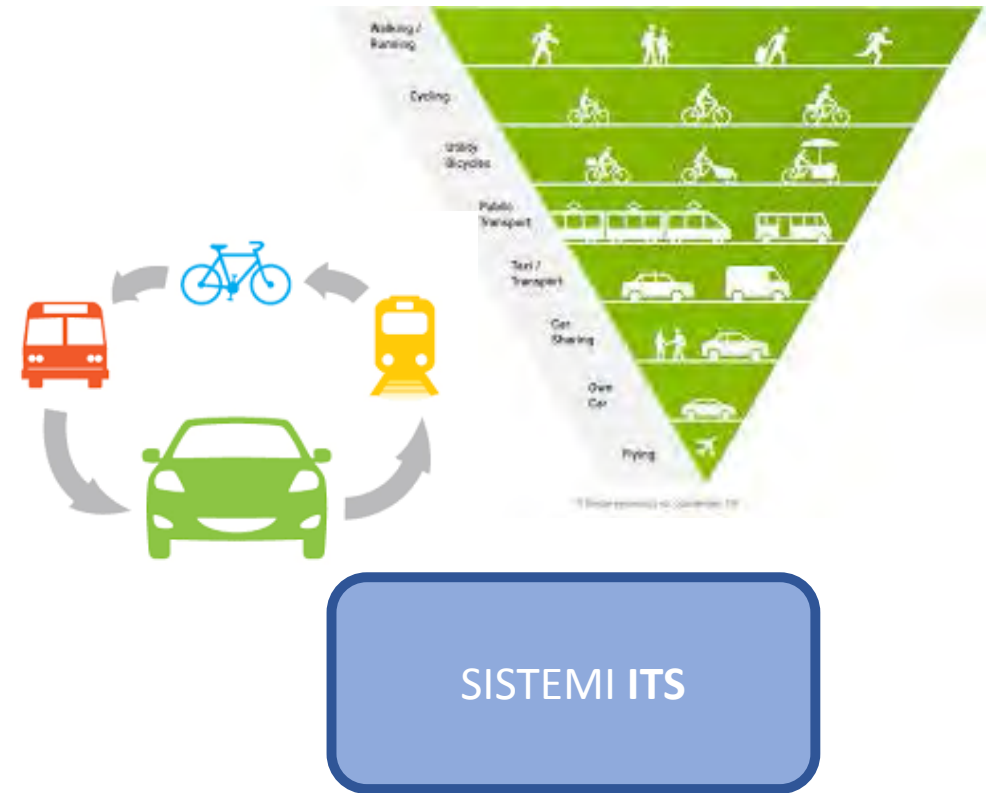 Walking /
Running
Cycling
Utility
Bicycles
Public
Transport
Taxi /
Transport
Car
Sharing
Own
Car
Flying
SISTEMI ITS